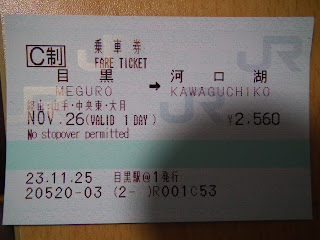 C制 乗車券
FARE TICKET
目黒 → 河口湖
MEGURO KAWAGUCHIKO
経由:山手・中央東・大月
NOV.26(VALID 1 DAY) ¥2,560
No stopover permitted
23.11.25 目黒駅@1発行
20520-03 (2- )R001C53
JR
JR
JR